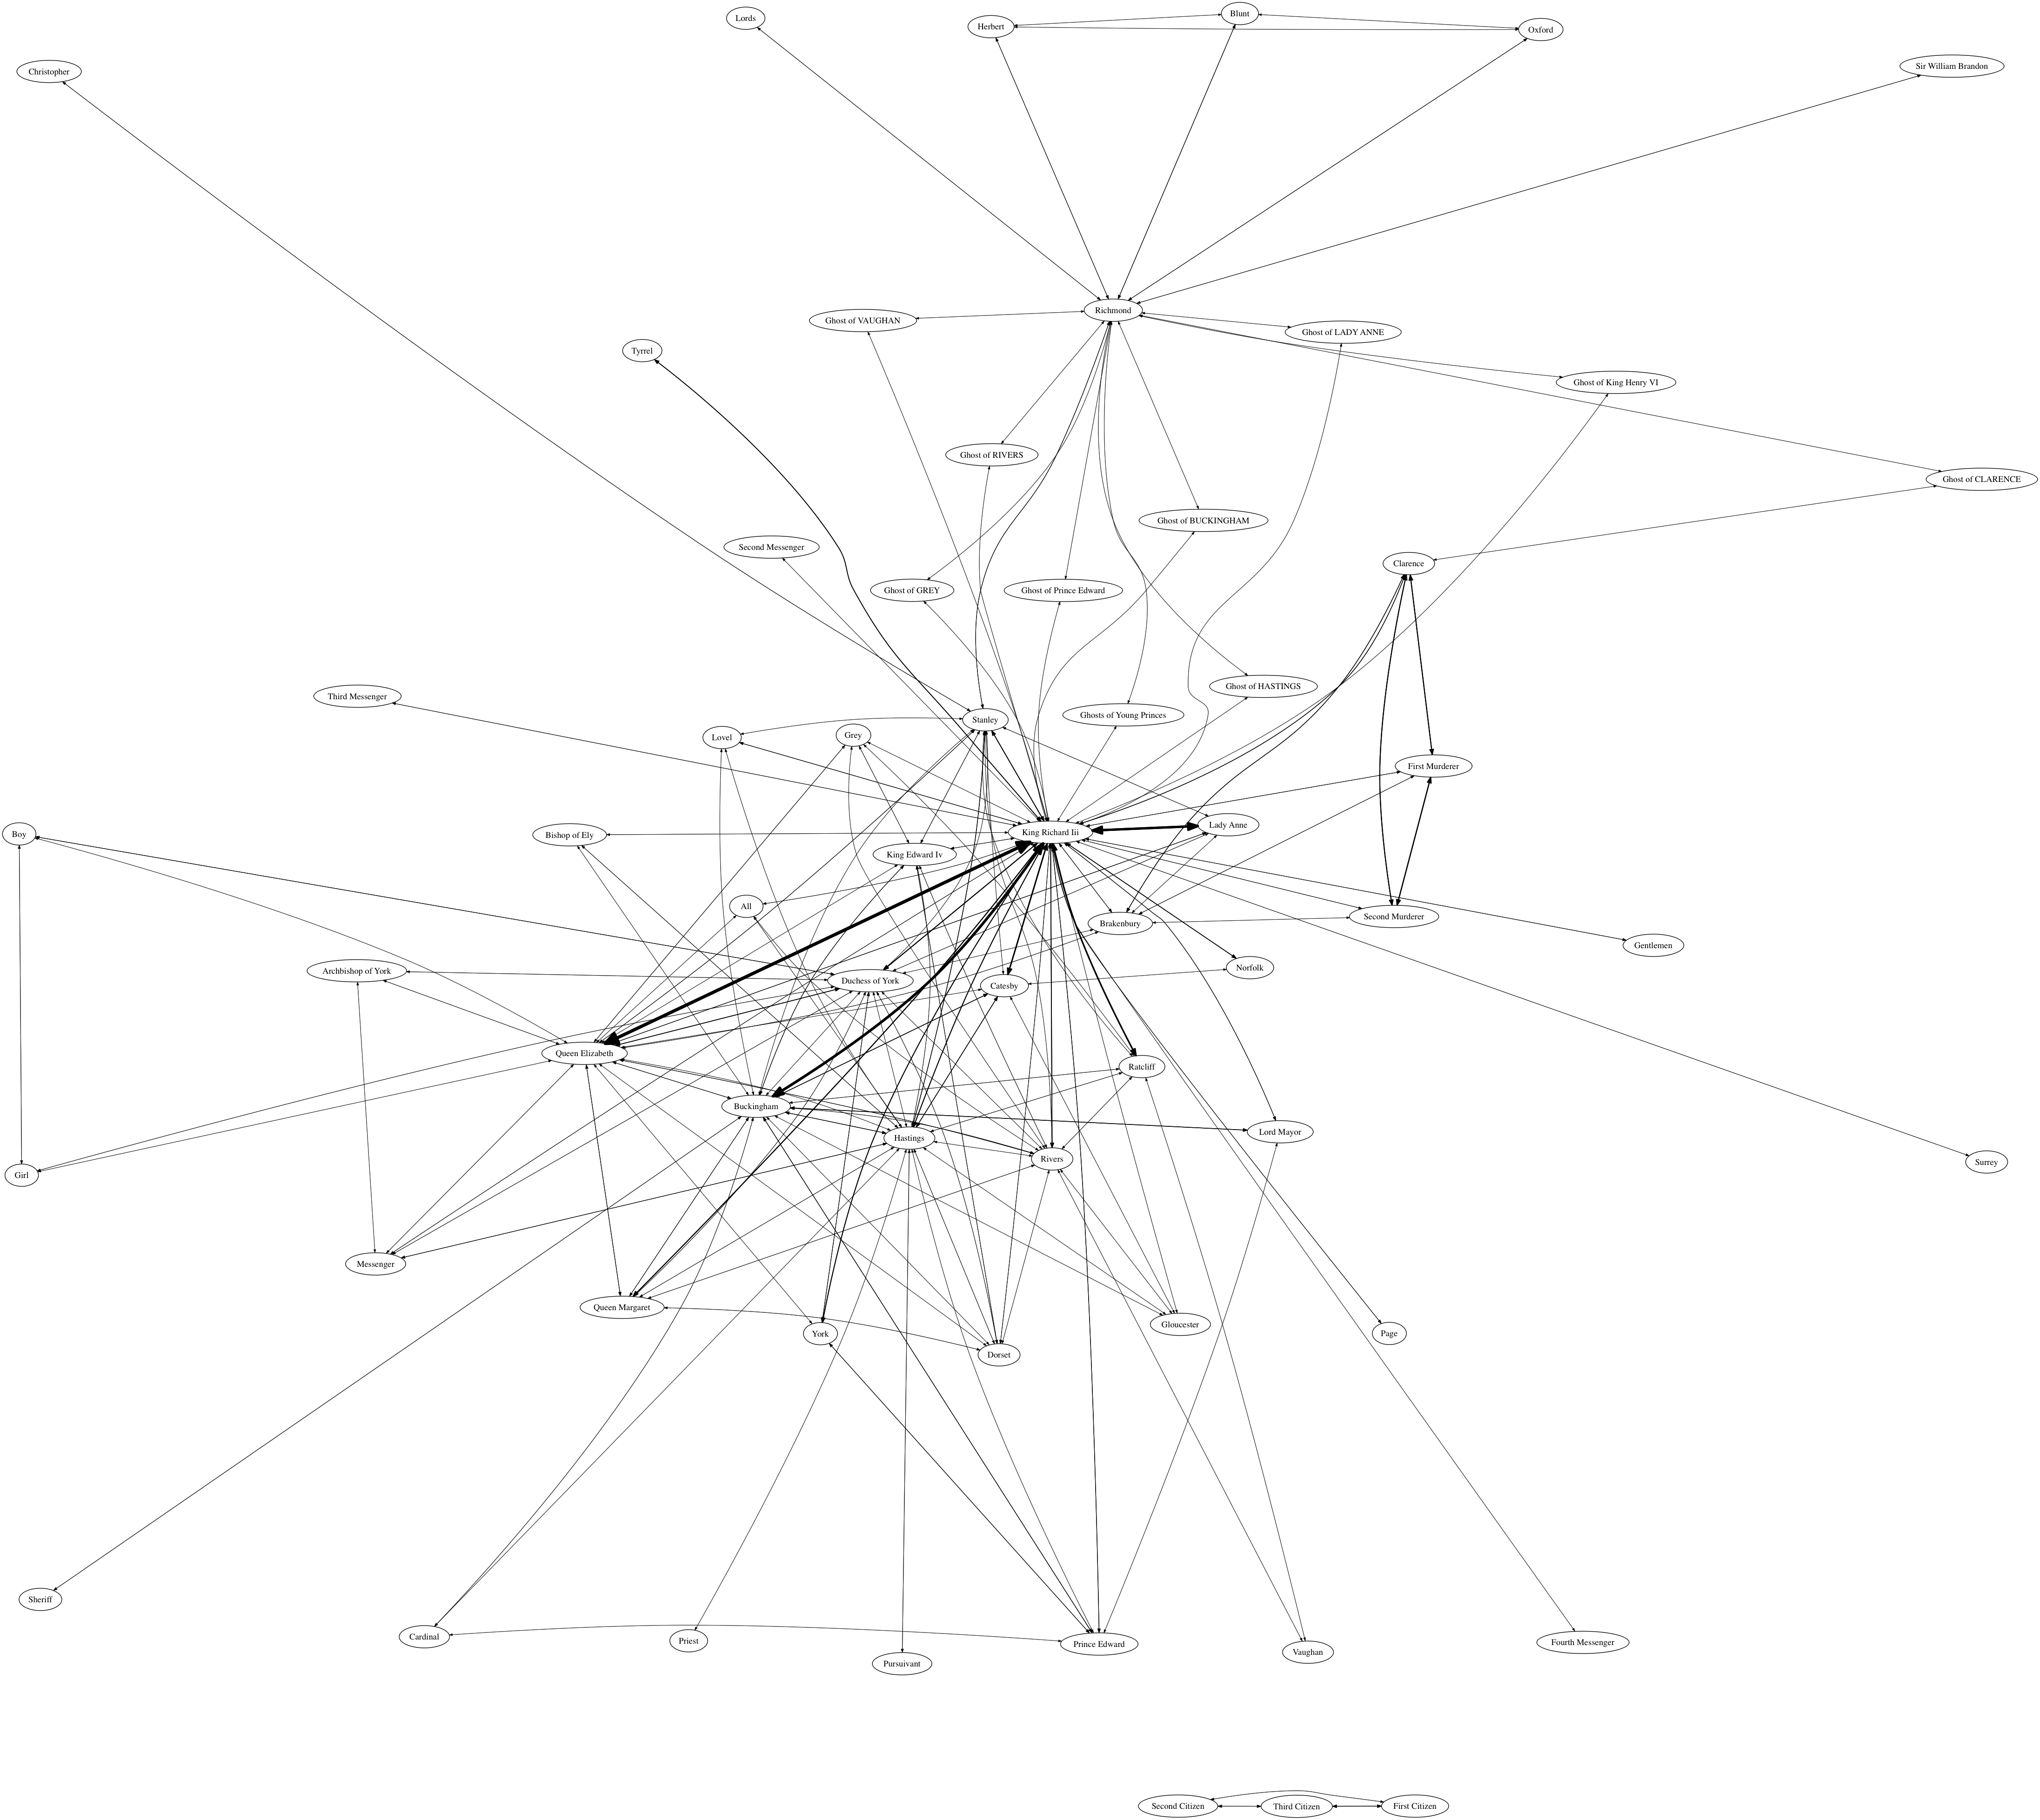 Lords
Herbert
Blunt
Oxford
Christopher
Sir William Brandon
Richmond
Ghost of VAUGHAN
Ghost of LADY ANNE
Tyrrel
Ghost of King Henry VI
Ghost of RIVERS
Ghost of CLARENCE
Ghost of BUCKINGHAM
Second Messenger
Clarence
Ghost of GREY
Ghost of Prince Edward
Third Messenger
Ghost of HASTINGS
Ghosts of Young Princes
Stanley
Lovel
Grey
First Murderer
Boy
Bishop of Ely
King Richard Iii
Lady Anne
King Edward Iv
All
Brakenbury
Second Murderer
Gentlemen
Archbishop of York
Duchess of York
Catesby
Norfolk
Queen Elizabeth
Ratcliff
Buckingham
Hastings
Lord Mayor
Rivers
Girl
Surrey
Messenger
Queen Margaret
York
Dorset
Gloucester
Page
Sheriff
Cardinal
Priest
Pursuivant
Prince Edward
Vaughan
Fourth Messenger
Second Citizen
Third Citizen
First Citizen